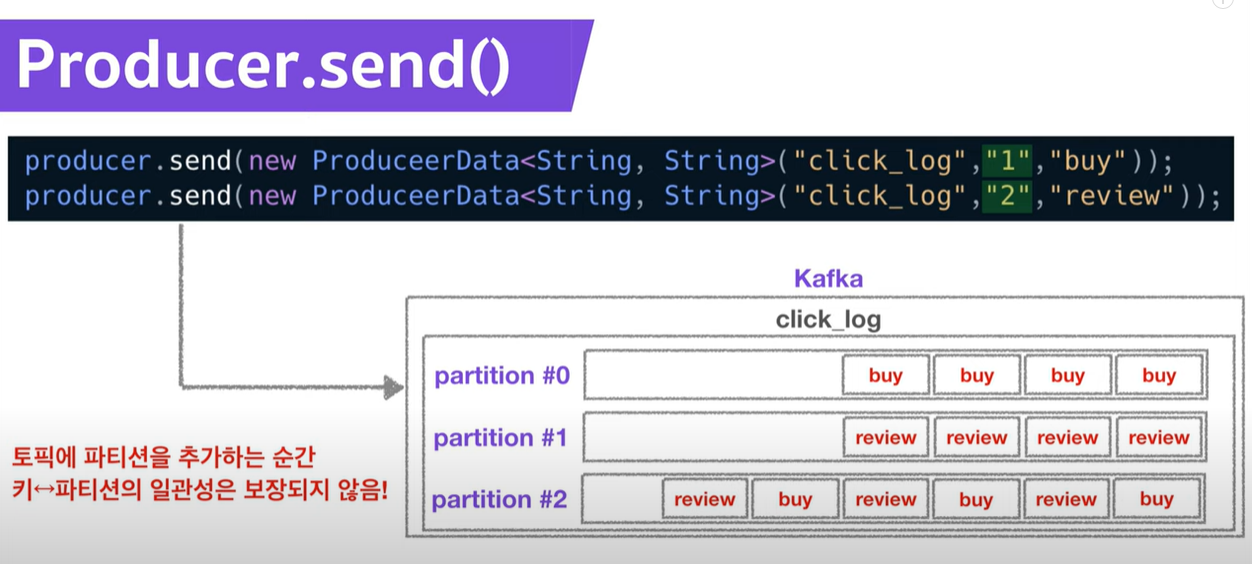 Producer.send()
producer.send(new ProduceerData<String, String>("click_log","1","buy"));
producer.send(new ProduceerData<String, String>("click_log","2","review"));
Kafka
click_log
partition #0 buy buy buy buy
partition #1 review review review review
토픽에 파티션을 추가하는 순간
키↔파티션의 일관성은 보장되지 않음!
partition #2 review buy review buy review buy